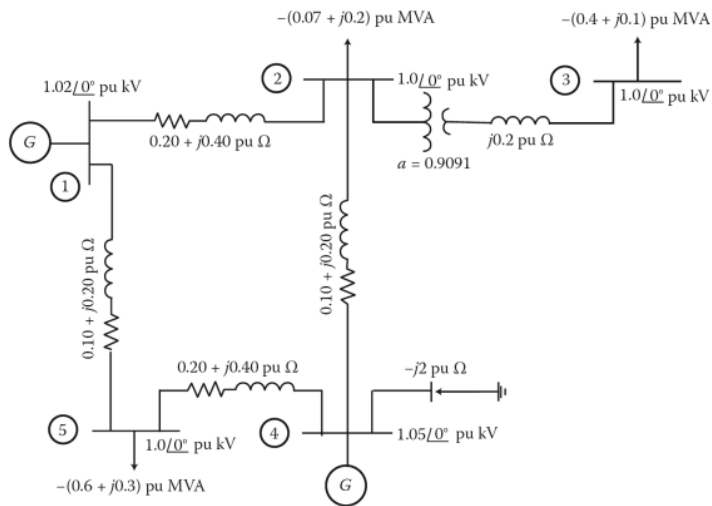 –(0.07 + j0.2) pu MVA
–(0.4 + j0.1) pu MVA
2
3
1.02/0° pu kV
1.0/0° pu kV
1.0/0° pu kV
G
0.20 + j0.40 pu Ω
j0.2 pu Ω
a = 0.9091
1
0.10 + j0.20 pu Ω
0.10 + j0.20 pu Ω
0.20 + j0.40 pu Ω
–j2 pu Ω
5
4
1.0/0° pu kV
1.05/0° pu kV
–(0.6 + j0.3) pu MVA
G